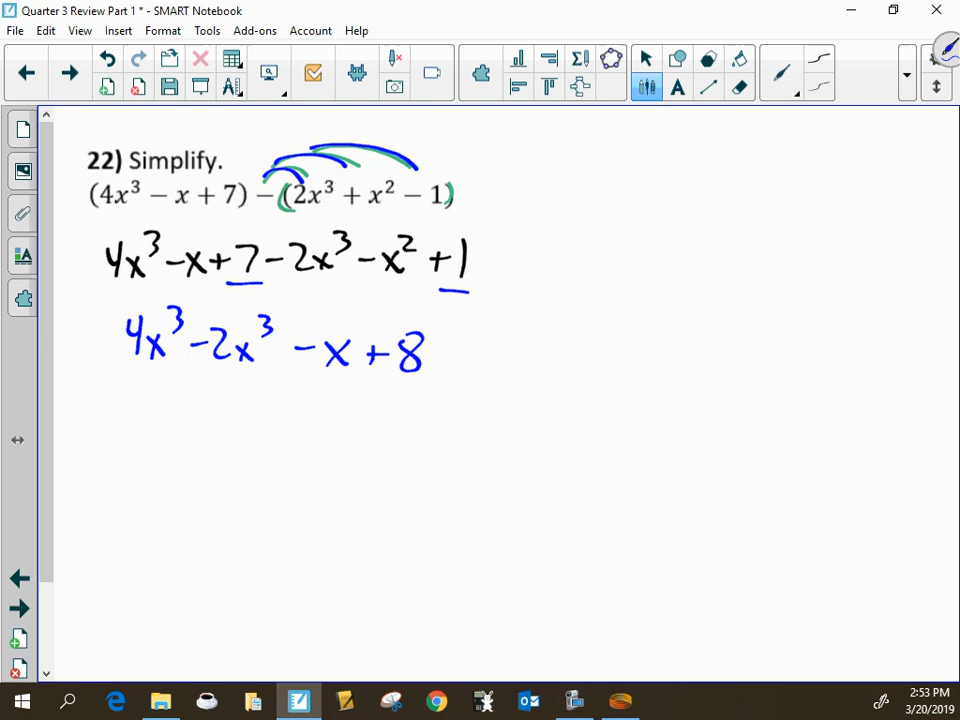 Quarter 3 Review Part 1 * - SMART Notebook
File Edit View Insert Format Tools Add-ons Account Help
22) Simplify.
(4x³ − x + 7) − (2x³ + x² − 1)
4x³ -x+7-2x³ -x² +1
4x³ -2x³ -x +8
2:53 PM
3/20/2019